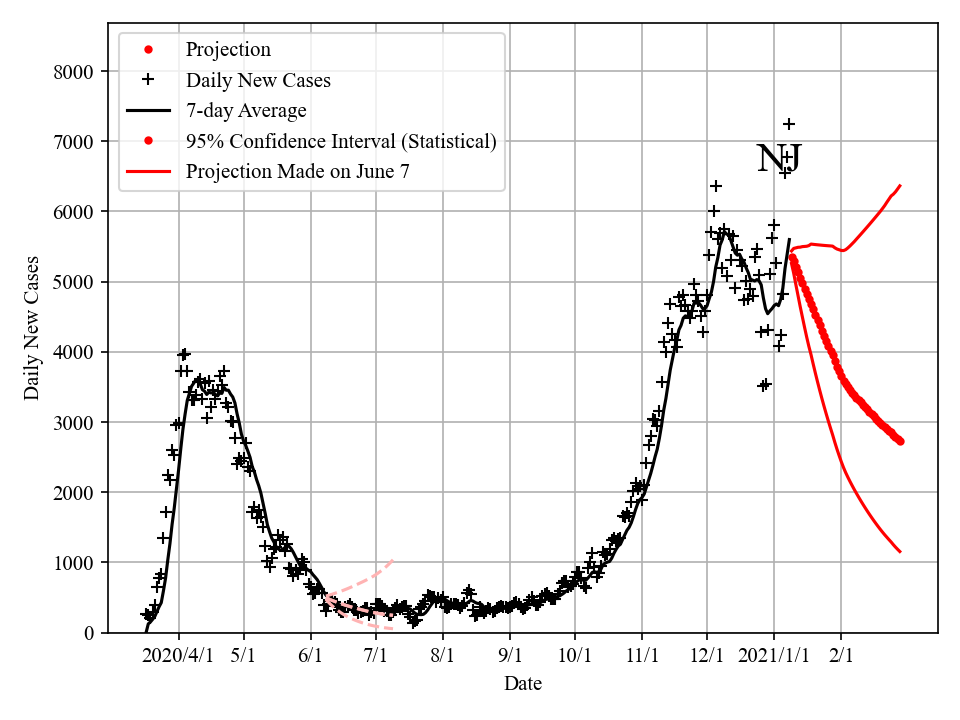 Projection
Daily New Cases
7-day Average
95% Confidence Interval (Statistical)
Projection Made on June 7
NJ
8000
7000
6000
5000
4000
3000
2000
1000
0
Daily New Cases
2020/4/1 5/1 6/1 7/1 8/1 9/1 10/1 11/1 12/1 2021/1/1 2/1
Date